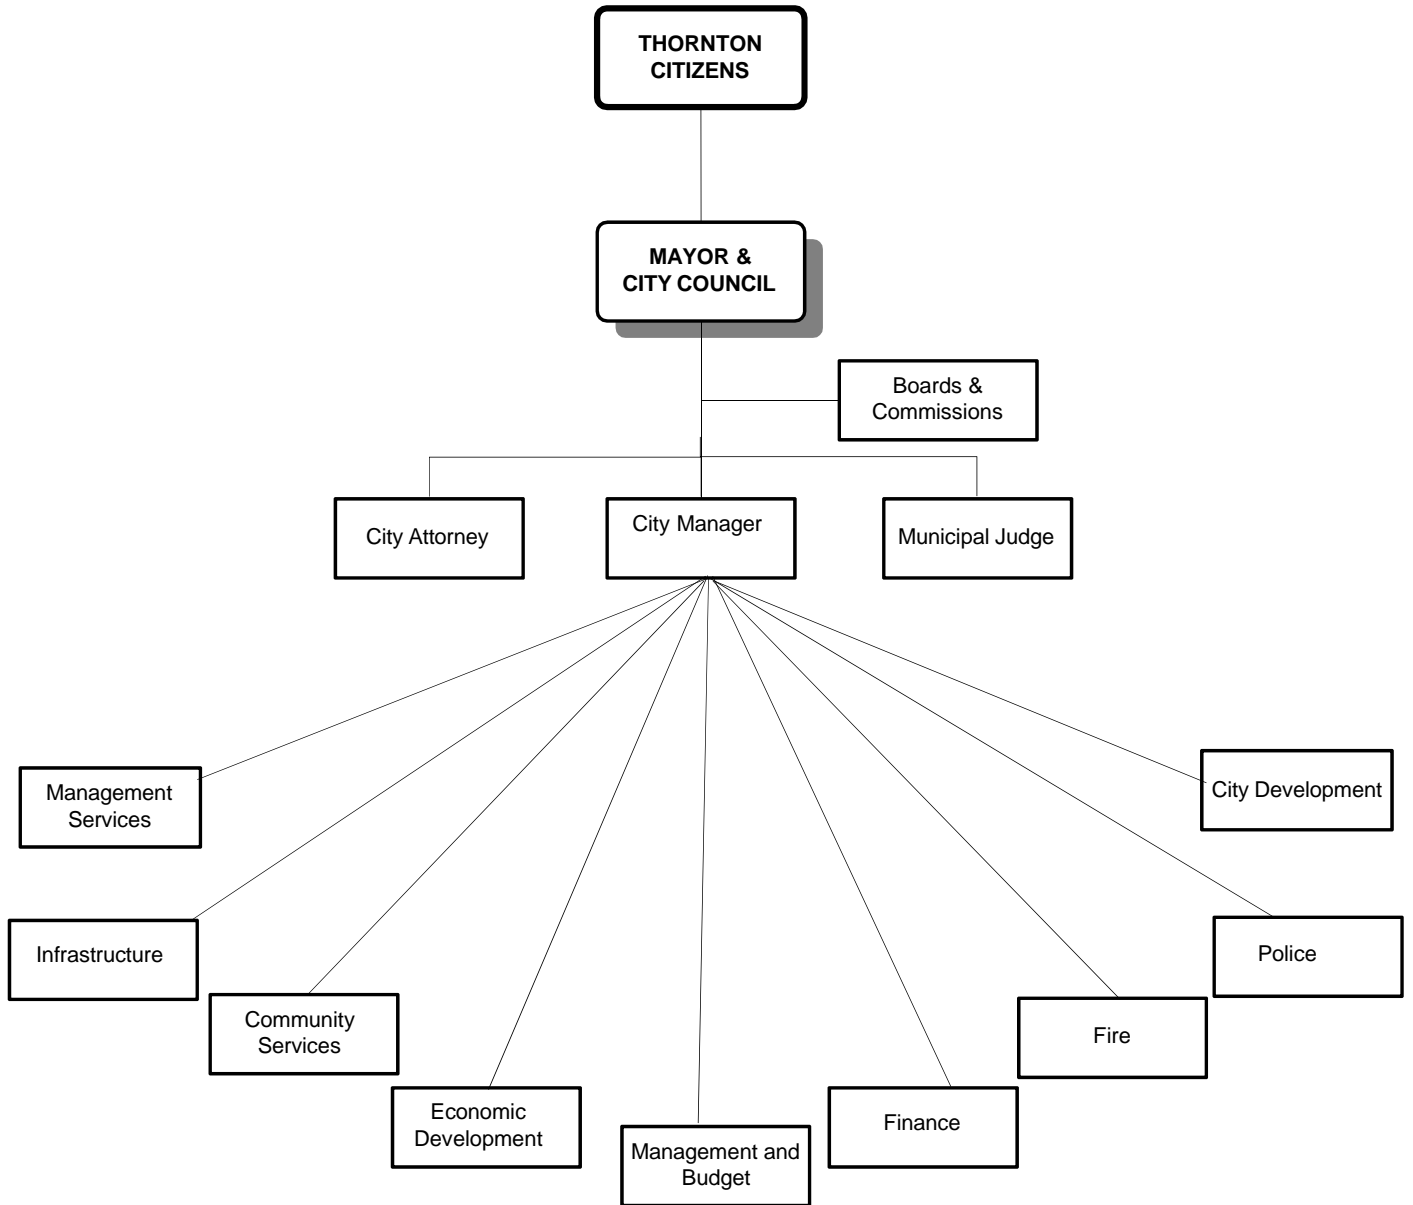 THORNTON
CITIZENS
MAYOR &
CITY COUNCIL
Boards &
Commissions
City Attorney
City Manager
Municipal Judge
Management
Services
City Development
Infrastructure
Police
Community
Services
Fire
Economic
Development
Finance
Management and
Budget